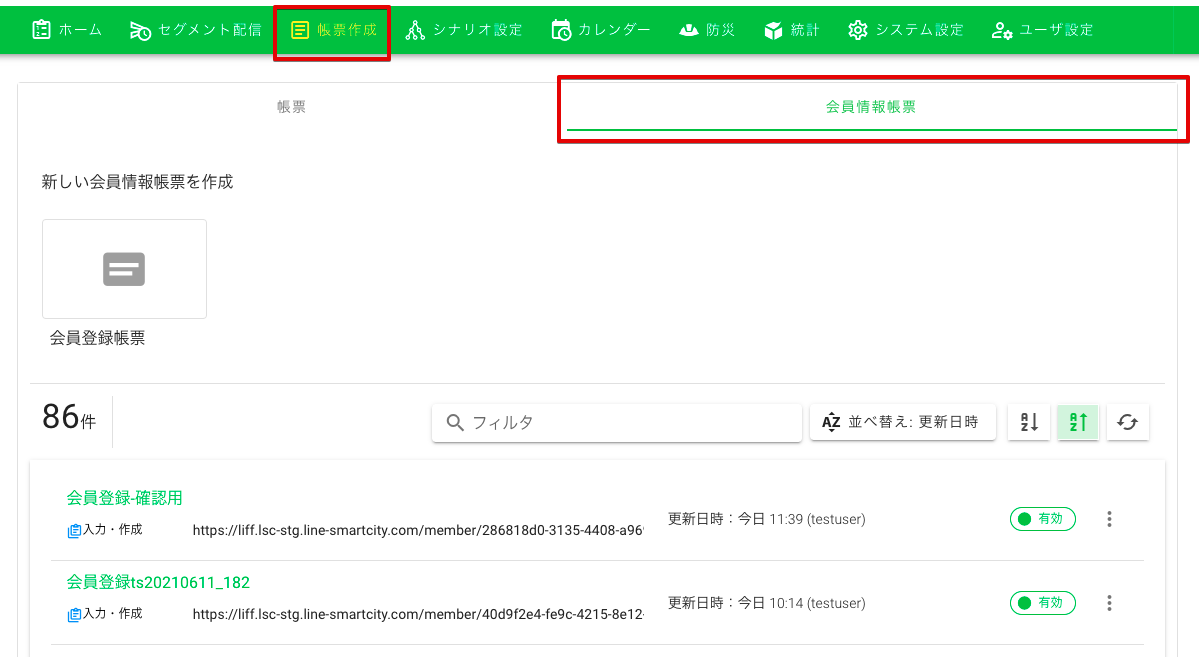 ホーム セグメント配信 帳票作成 シナリオ設定 カレンダー 防災 統計 システム設定 ユーザ設定
帳票 会員情報帳票
新しい会員情報帳票を作成
会員登録帳票
86件 フィルタ AZ 並べ替え: 更新日時
会員登録-確認用
入力・作成 https://liff.lsc-stg.line-smartcity.com/member/286818d0-3135-4408-a96 更新日時：今日 11:39 (testuser) 有効
会員登録ts20210611_182
入力・作成 https://liff.lsc-stg.line-smartcity.com/member/40d9f2e4-fe9c-4215-8e12- 更新日時：今日 10:14 (testuser) 有効